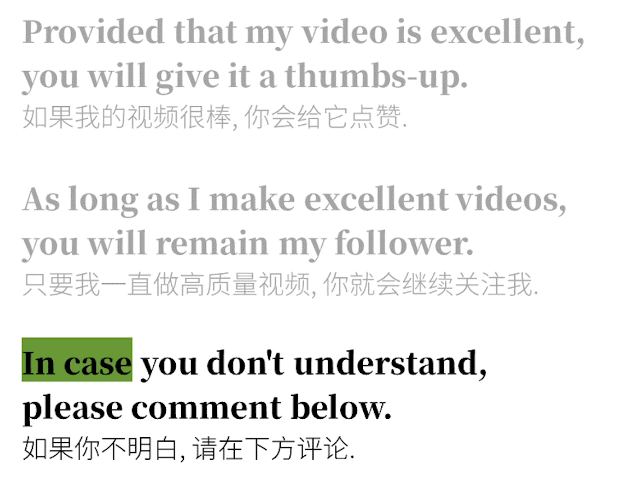 Provided that my video is excellent,
you will give it a thumbs-up.
如果我的视频很棒, 你会给它点赞.
As long as I make excellent videos,
you will remain my follower.
只要我一直做高质量视频, 你就会继续关注我.
In case you don't understand,
please comment below.
如果你不明白, 请在下方评论.